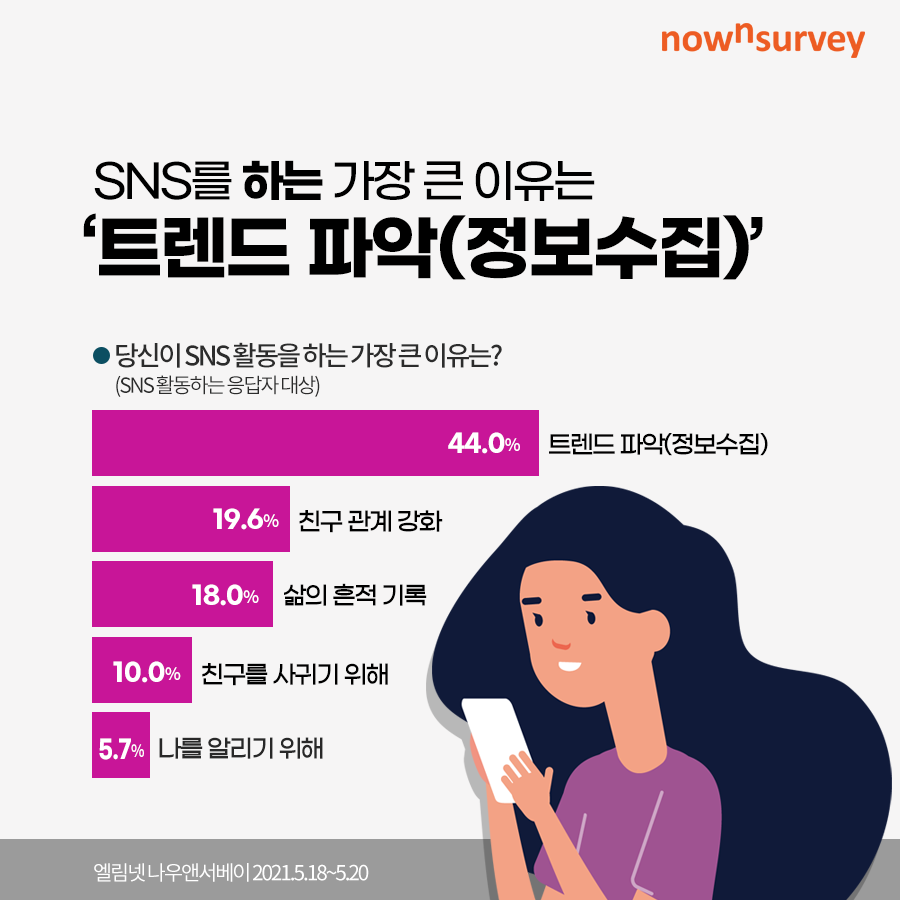 nownsurvey
SNS를 하는 가장 큰 이유는
‘트렌드 파악(정보수집)’
당신이 SNS 활동을 하는 가장 큰 이유는?
(SNS 활동하는 응답자 대상)
44.0% 트렌드 파악(정보수집)
19.6% 친구 관계 강화
18.0% 삶의 흔적 기록
10.0% 친구를 사귀기 위해
5.7% 나를 알리기 위해
엘림넷 나우앤서베이 2021.5.18~5.20